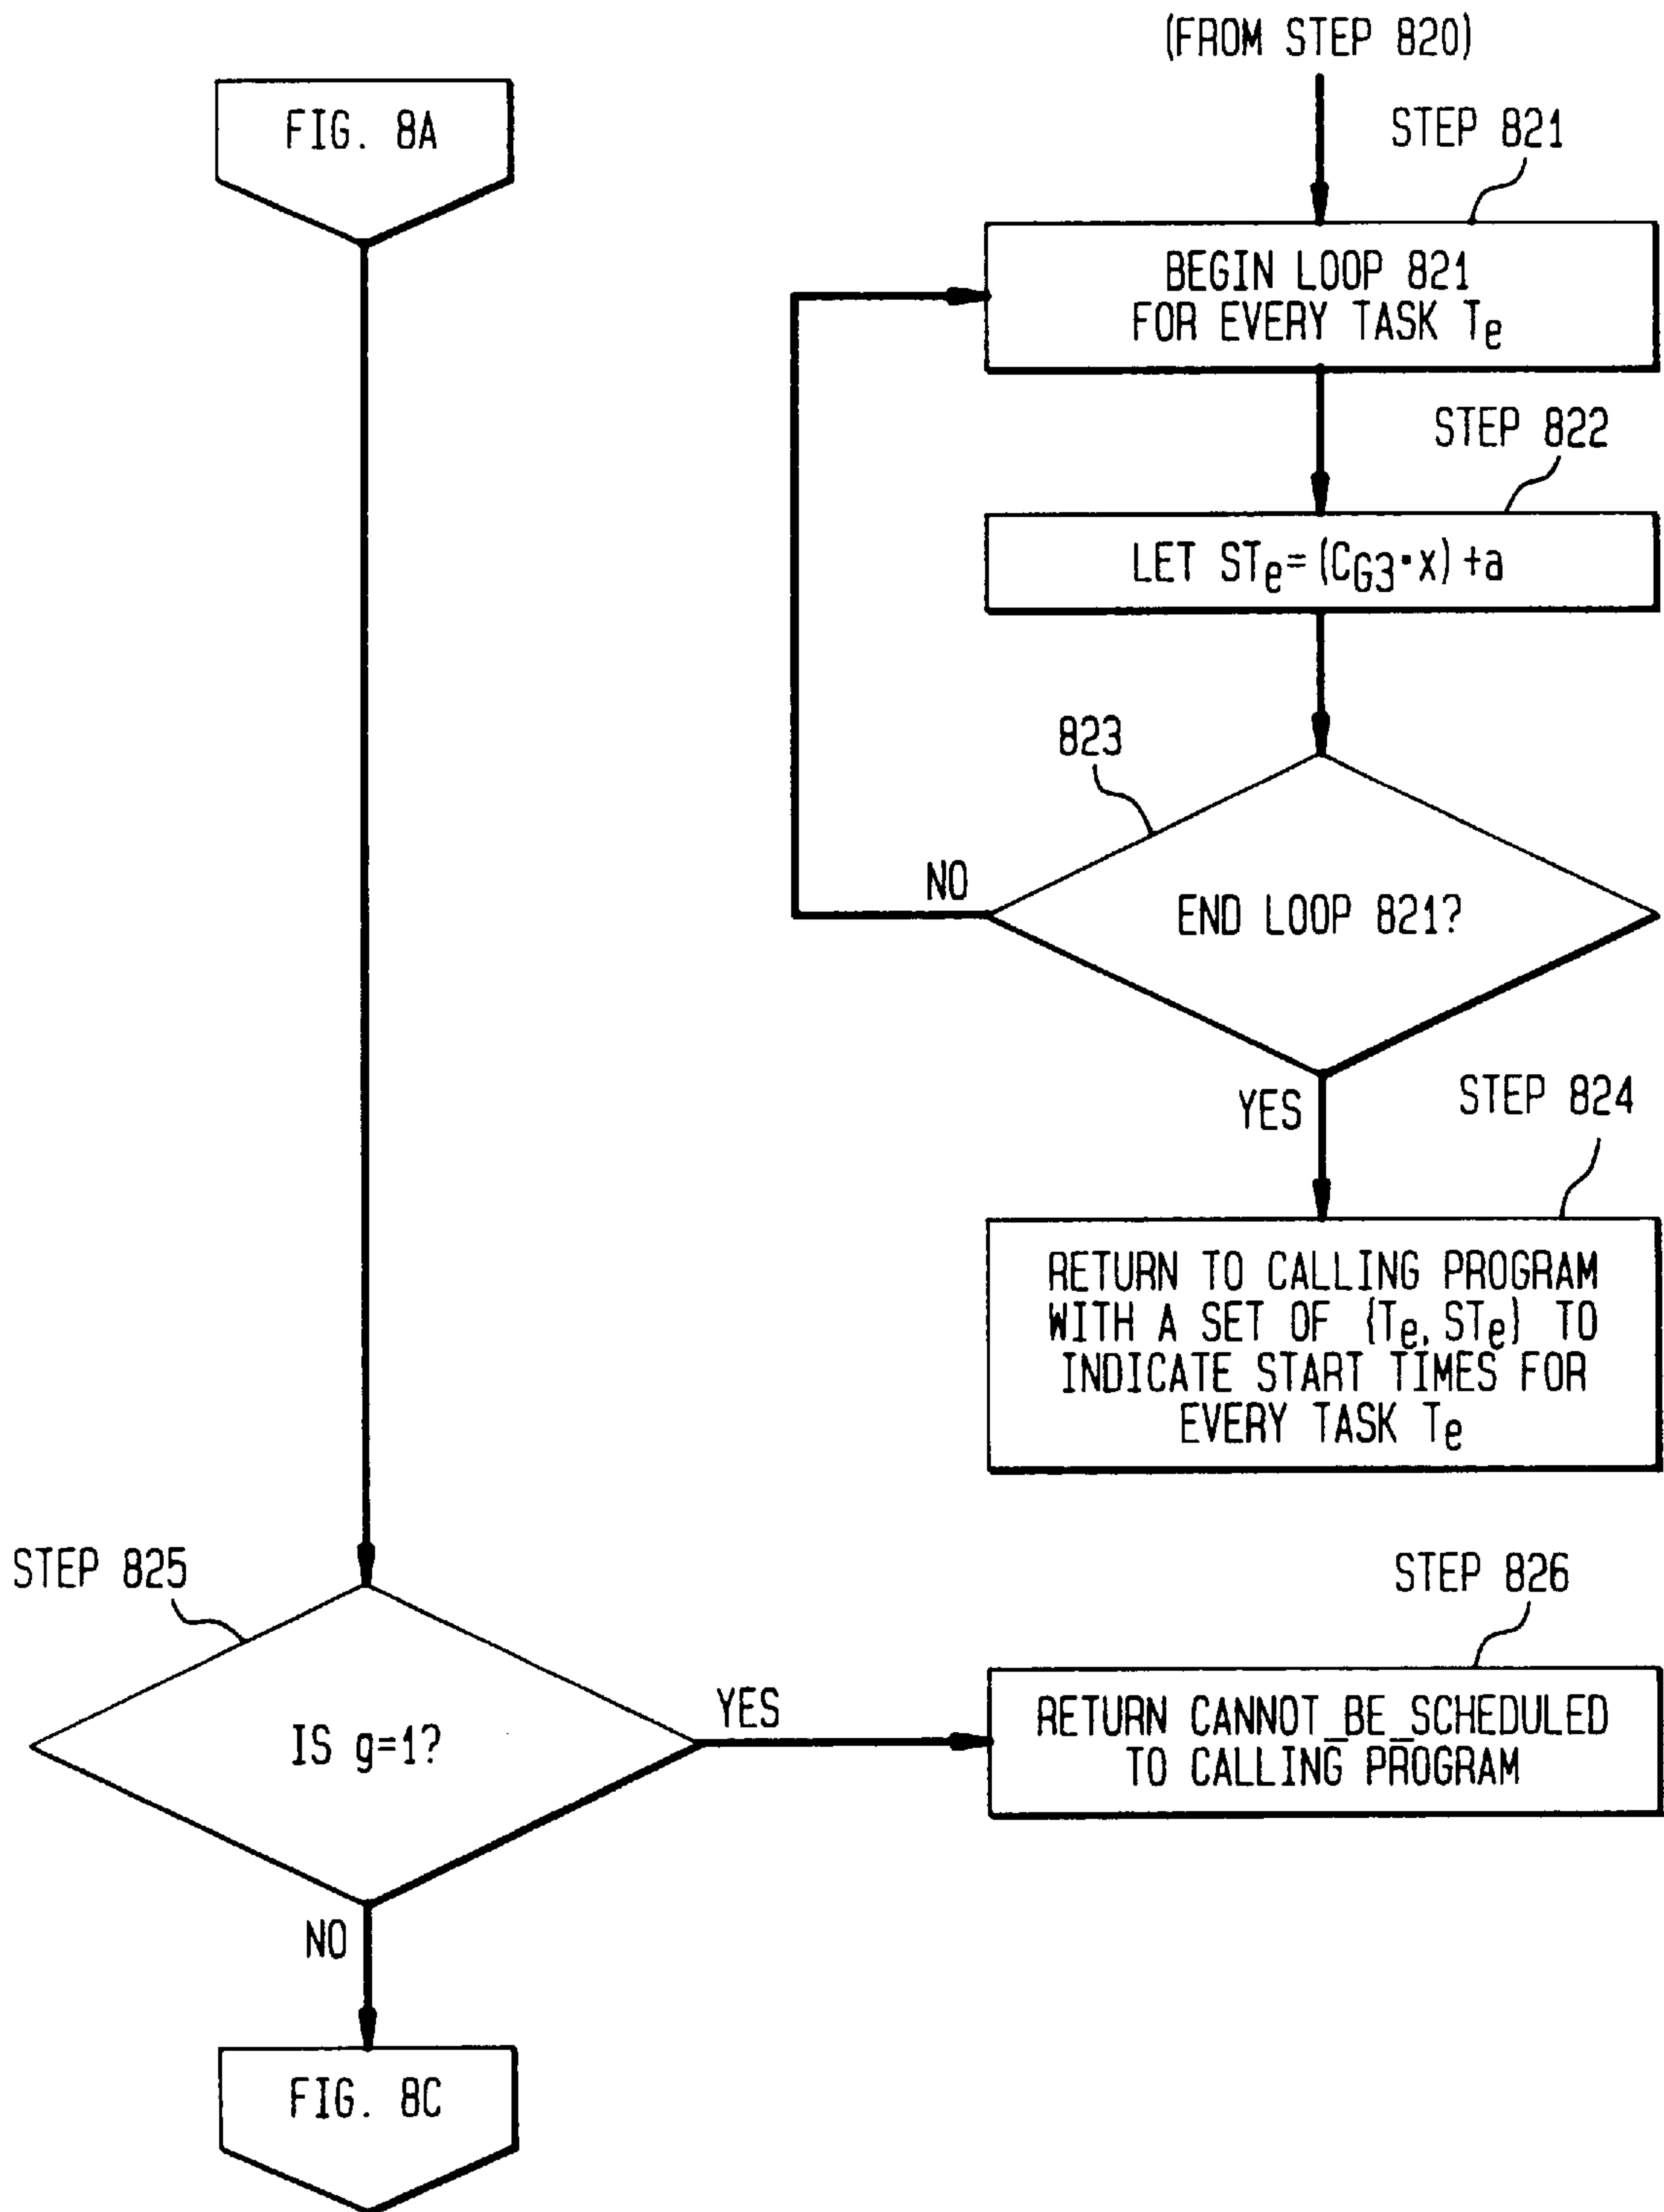 (FROM STEP 820)
FIG. 8A
STEP 821
BEGIN LOOP 821
FOR EVERY TASK Te
STEP 822
LET STe=(CG3·x)+a
823
NO
END LOOP 821?
YES
STEP 824
RETURN TO CALLING PROGRAM
WITH A SET OF {Te, STe} TO
INDICATE START TIMES FOR
EVERY TASK Te
STEP 825
IS g=1?
YES
STEP 826
RETURN CANNOT_BE_SCHEDULED
TO CALLING PROGRAM
NO
FIG. 8C